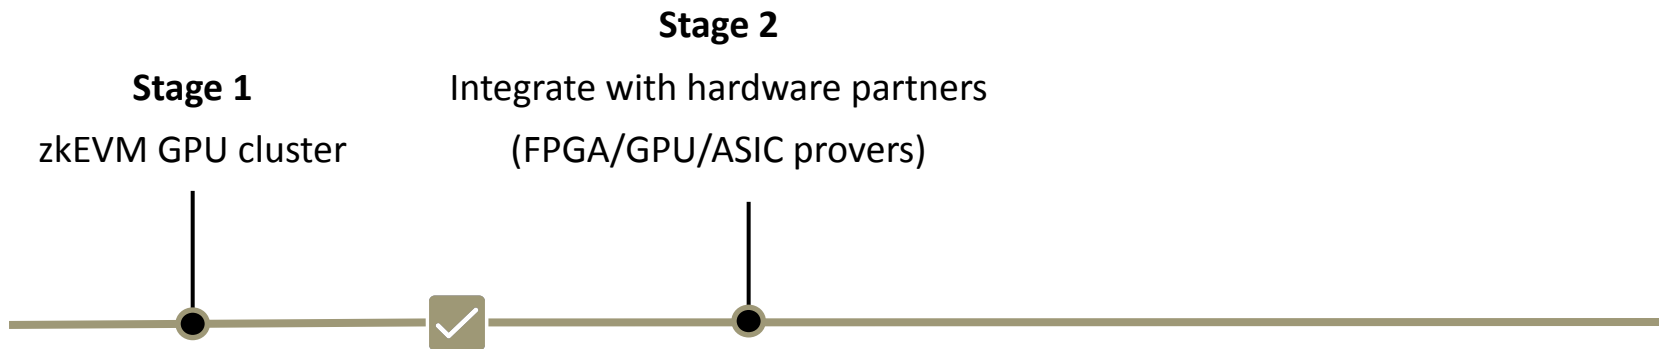 Stage 1
zkEVM GPU cluster
Stage 2
Integrate with hardware partners
(FPGA/GPU/ASIC provers)